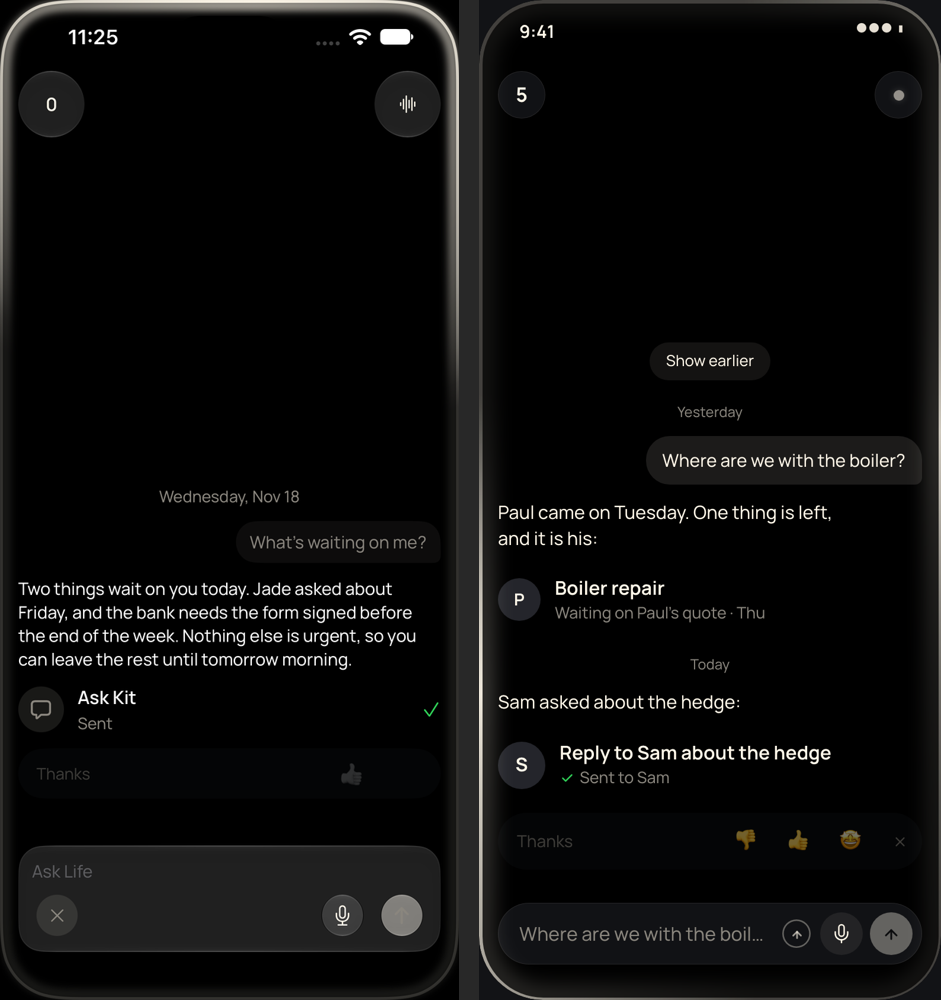 11:25
0
Wednesday, Nov 18
What's waiting on me?
Two things wait on you today. Jade asked about
Friday, and the bank needs the form signed before
the end of the week. Nothing else is urgent, so you
can leave the rest until tomorrow morning.
Ask Kit
Sent
Thanks
Ask Life
9:41
5
Show earlier
Yesterday
Where are we with the boiler?
Paul came on Tuesday. One thing is left,
and it is his:
P
Boiler repair
Waiting on Paul's quote · Thu
Today
Sam asked about the hedge:
S
Reply to Sam about the hedge
Sent to Sam
Thanks
Where are we with the boil...